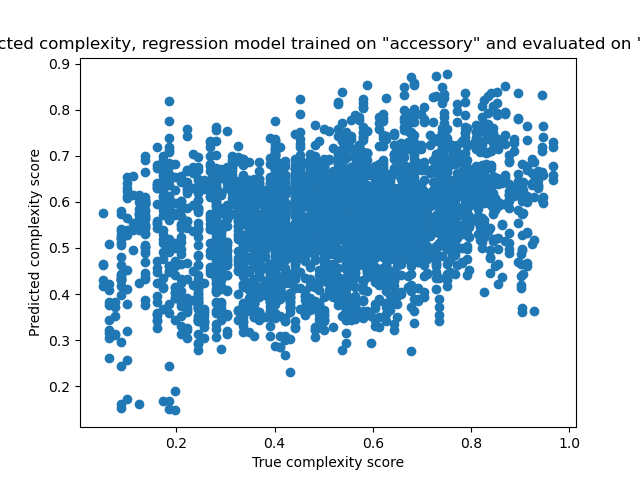 cted complexity, regression model trained on "accessory" and evaluated on "
0.9
0.8
0.7
0.6
0.5
0.4
0.3
0.2
Predicted complexity score
0.2 0.4 0.6 0.8 1.0
True complexity score